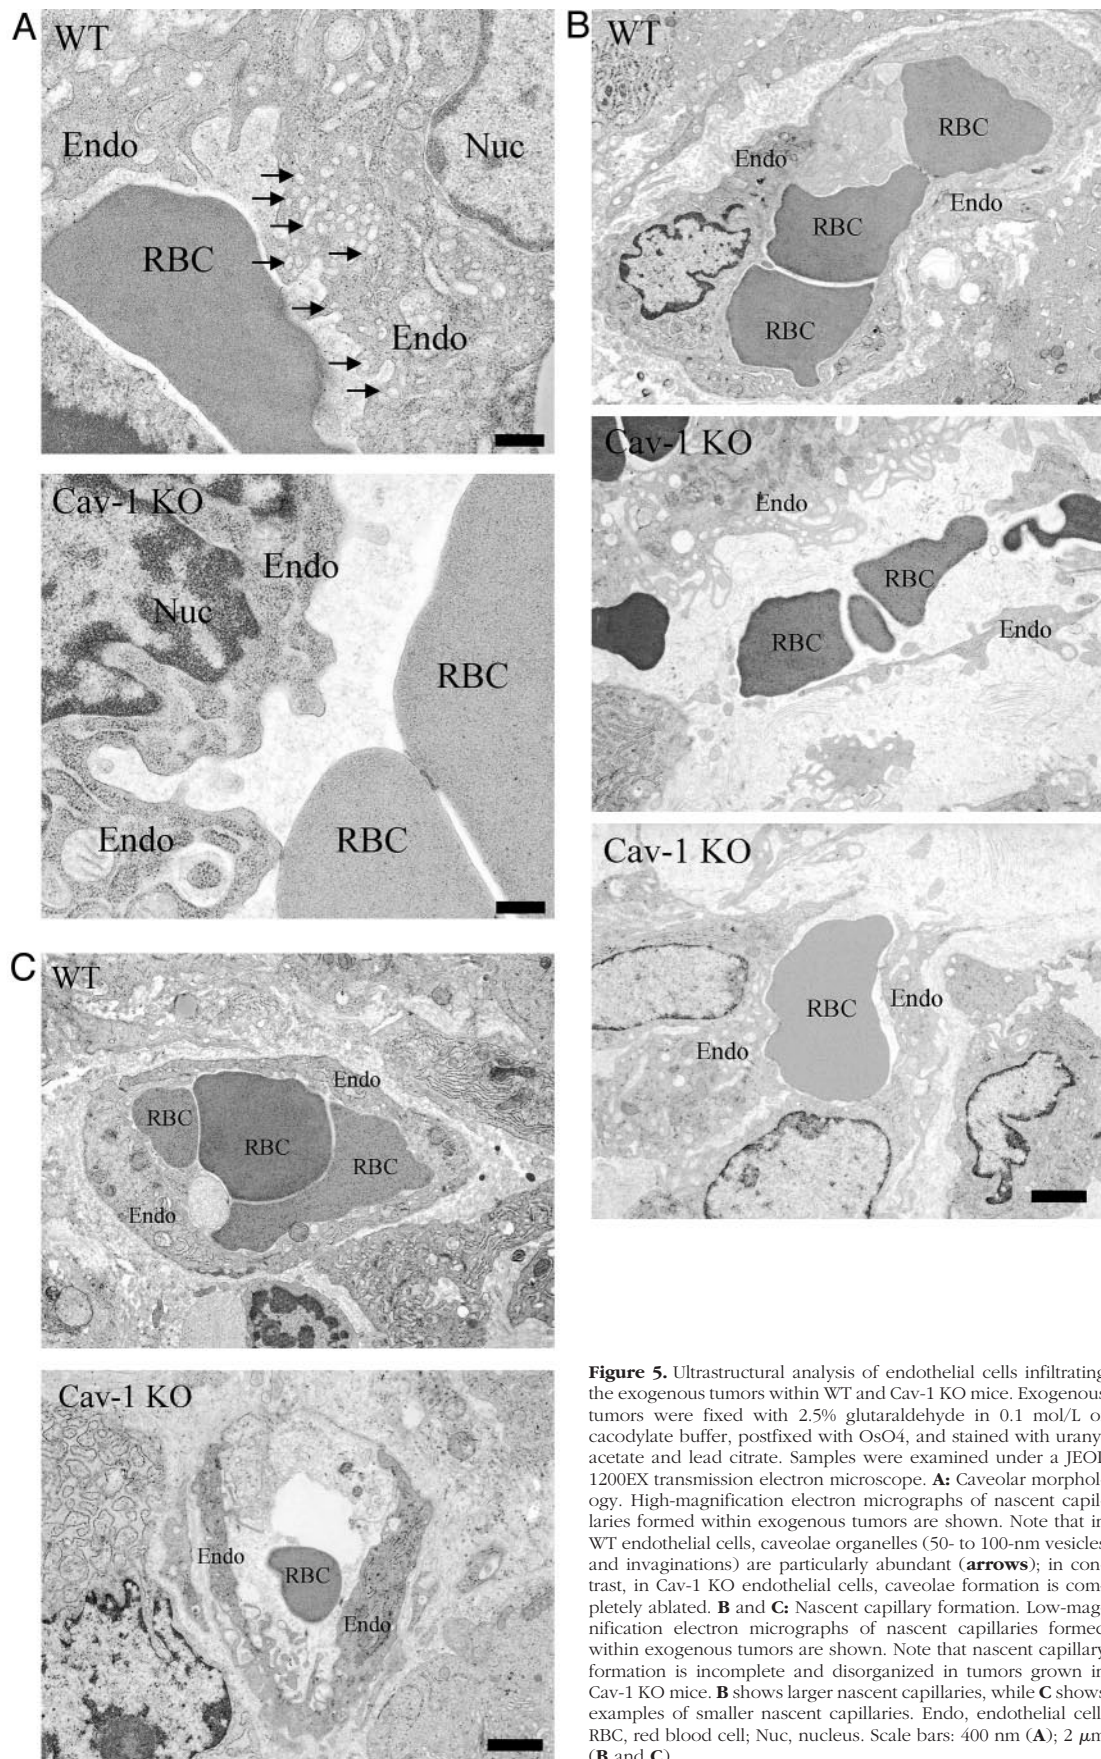 A
WT
Endo
Nuc
RBC
Endo
Cav-1 KO
Endo
Nuc
RBC
Endo
RBC
B
WT
RBC
Endo
RBC
Endo
RBC
Cav-1 KO
Endo
RBC
RBC
Endo
Cav-1 KO
RBC
Endo
Endo
C
WT
Endo
RBC
RBC
RBC
Endo
Cav-1 KO
Endo
RBC
Endo
Figure 5. Ultrastructural analysis of endothelial cells infiltrating
the exogenous tumors within WT and Cav-1 KO mice. Exogenous
tumors were fixed with 2.5% glutaraldehyde in 0.1 mol/L o
cacodylate buffer, postfixed with OsO4, and stained with urany
acetate and lead citrate. Samples were examined under a JEOI
1200EX transmission electron microscope. A: Caveolar morphol
ogy. High-magnification electron micrographs of nascent capil
laries formed within exogenous tumors are shown. Note that in
WT endothelial cells, caveolae organelles (50- to 100-nm vesicles
and invaginations) are particularly abundant (arrows); in con
trast, in Cav-1 KO endothelial cells, caveolae formation is com
pletely ablated. B and C: Nascent capillary formation. Low-mag
nification electron micrographs of nascent capillaries formed
within exogenous tumors are shown. Note that nascent capillary
formation is incomplete and disorganized in tumors grown in
Cav-1 KO mice. B shows larger nascent capillaries, while C shows
examples of smaller nascent capillaries. Endo, endothelial cell
RBC, red blood cell; Nuc, nucleus. Scale bars: 400 nm (A); 2 μm
(B and C)